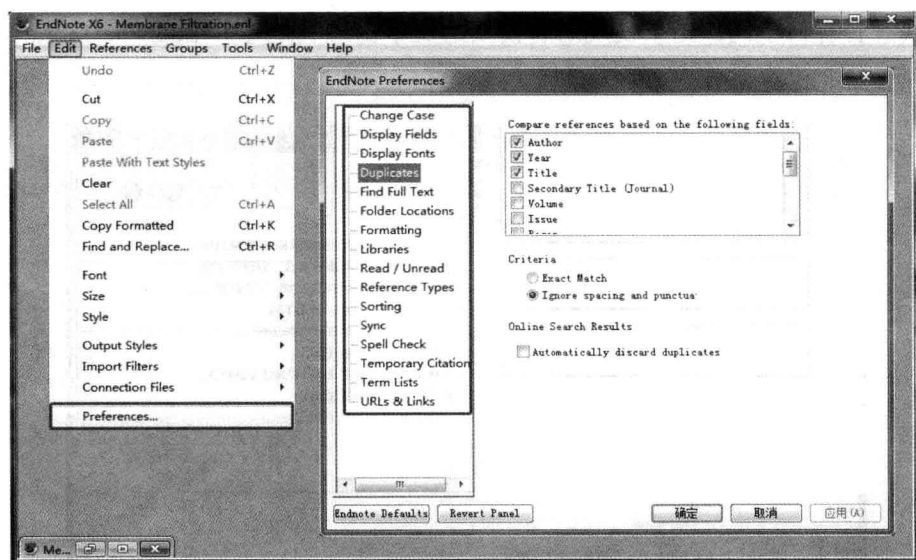 EndNote X6 - Membrane Filtration.enl
File Edit References Groups Tools Window Help
Undo Ctrl+Z
Cut Ctrl+X
Copy Ctrl+C
Paste Ctrl+V
Paste With Text Styles
Clear
Select All Ctrl+A
Copy Formatted Ctrl+K
Find and Replace... Ctrl+R
Font
Size
Style
Output Styles
Import Filters
Connection Files
Preferences...
EndNote Preferences
Change Case
Display Fields
Display Fonts
Duplicates
Find Full Text
Folder Locations
Formatting
Libraries
Read / Unread
Reference Types
Sorting
Sync
Spell Check
Temporary Citation
Term Lists
URLs & Links
Compare references based on the following fields:
Author
Year
Title
Secondary Title (Journal)
Volume
Issue
Criteria
Exact Match
Ignore spacing and punctua
Online Search Results
Automatically discard duplicates
Endnote Defaults Revert Panel 确定 取消 应用(A)
Me...